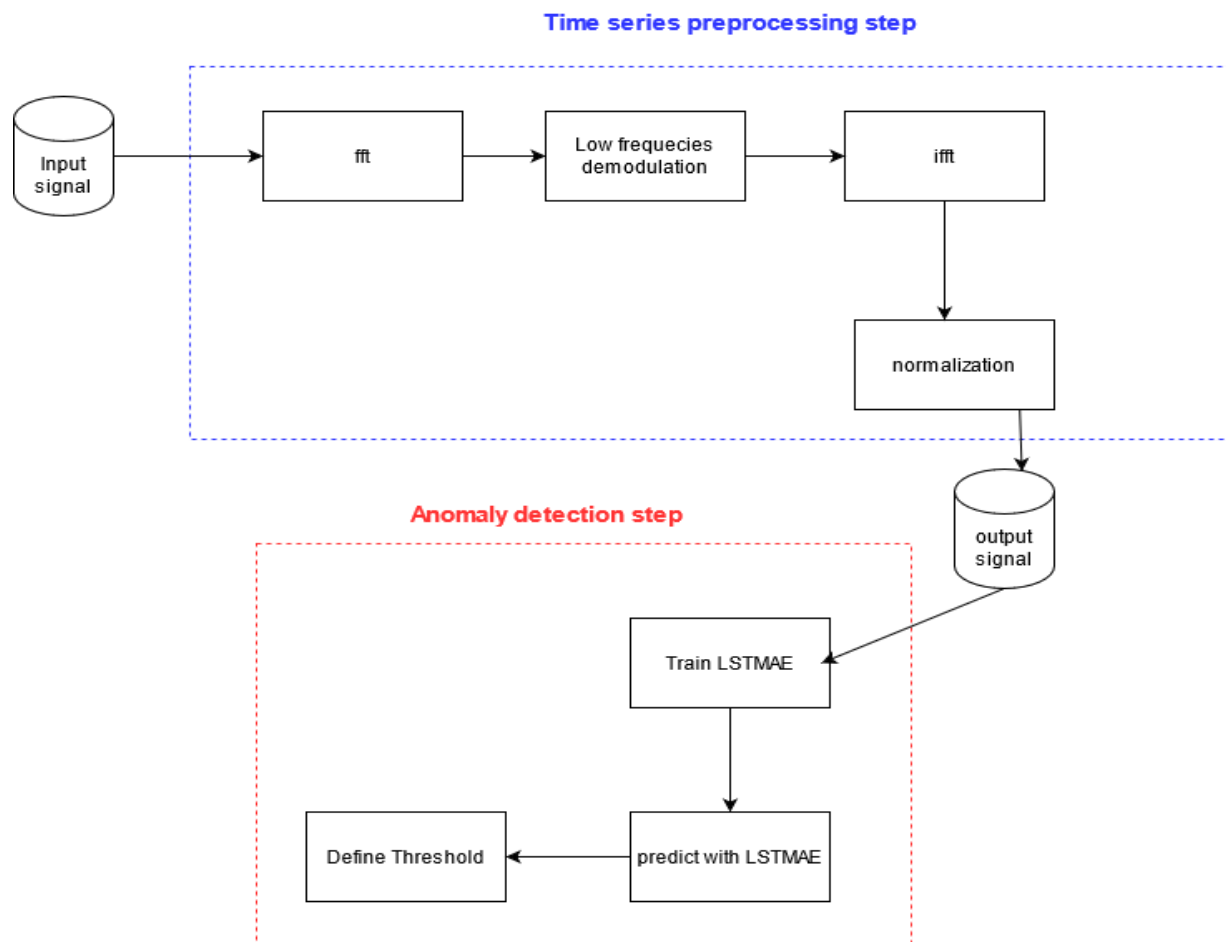 Time series preprocessing step
Input
signal
fft
Low frequecies
demodulation
ifft
normalization
output
signal
Anomaly detection step
Train LSTMAE
predict with LSTMAE
Define Threshold